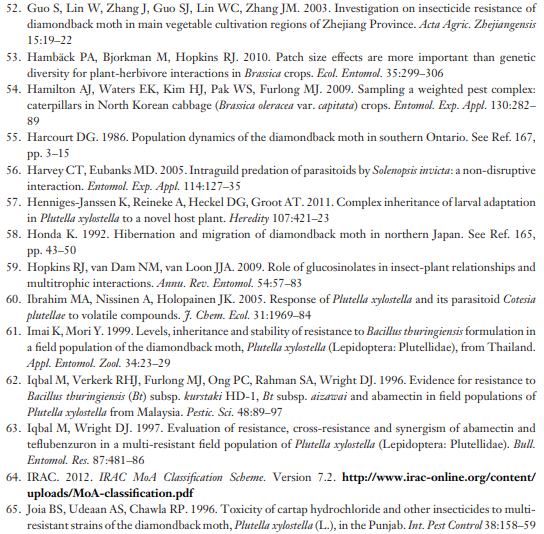 52. Guo S, Lin W, Zhang J, Guo SJ, Lin WC, Zhang JM. 2003. Investigation on insecticide resistance of
diamondback moth in main vegetable cultivation regions of Zhejiang Province. Acta Agric. Zhejiangensis
15:19–22
53. Hambäck PA, Bjorkman M, Hopkins RJ. 2010. Patch size effects are more important than genetic
diversity for plant-herbivore interactions in Brassica crops. Ecol. Entomol. 35:299–306
54. Hamilton AJ, Waters EK, Kim HJ, Pak WS, Furlong MJ. 2009. Sampling a weighted pest complex:
caterpillars in North Korean cabbage (Brassica oleracea var. capitata) crops. Entomol. Exp. Appl. 130:282–
89
55. Harcourt DG. 1986. Population dynamics of the diamondback moth in southern Ontario. See Ref. 167,
pp. 3–15
56. Harvey CT, Eubanks MD. 2005. Intraguild predation of parasitoids by Solenopsis invicta: a non-disruptive
interaction. Entomol. Exp. Appl. 114:127–35
57. Henniges-Janssen K, Reineke A, Heckel DG, Groot AT. 2011. Complex inheritance of larval adaptation
in Plutella xylostella to a novel host plant. Heredity 107:421–23
58. Honda K. 1992. Hibernation and migration of diamondback moth in northern Japan. See Ref. 165,
pp. 43–50
59. Hopkins RJ, van Dam NM, van Loon JJA. 2009. Role of glucosinolates in insect-plant relationships and
multitrophic interactions. Annu. Rev. Entomol. 54:57–83
60. Ibrahim MA, Nissinen A, Holopainen JK. 2005. Response of Plutella xylostella and its parasitoid Cotesia
plutellae to volatile compounds. J. Chem. Ecol. 31:1969–84
61. Imai K, Mori Y. 1999. Levels, inheritance and stability of resistance to Bacillus thuringiensis formulation in
a field population of the diamondback moth, Plutella xylostella (Lepidoptera: Plutellidae), from Thailand.
Appl. Entomol. Zool. 34:23–29
62. Iqbal M, Verkerk RHJ, Furlong MJ, Ong PC, Rahman SA, Wright DJ. 1996. Evidence for resistance to
Bacillus thuringiensis (Bt) subsp. kurstaki HD-1, Bt subsp. aizawai and abamectin in field populations of
Plutella xylostella from Malaysia. Pestic. Sci. 48:89–97
63. Iqbal M, Wright DJ. 1997. Evaluation of resistance, cross-resistance and synergism of abamectin and
teflubenzuron in a multi-resistant field population of Plutella xylostella (Lepidoptera: Plutellidae). Bull.
Entomol. Res. 87:481–86
64. IRAC. 2012. IRAC MoA Classification Scheme. Version 7.2. http://www.irac-online.org/content/
uploads/MoA-classification.pdf
65. Joia BS, Udeaan AS, Chawla RP. 1996. Toxicity of cartap hydrochloride and other insecticides to multi-
resistant strains of the diamondback moth, Plutella xylostella (L.), in the Punjab. Int. Pest Control 38:158–59